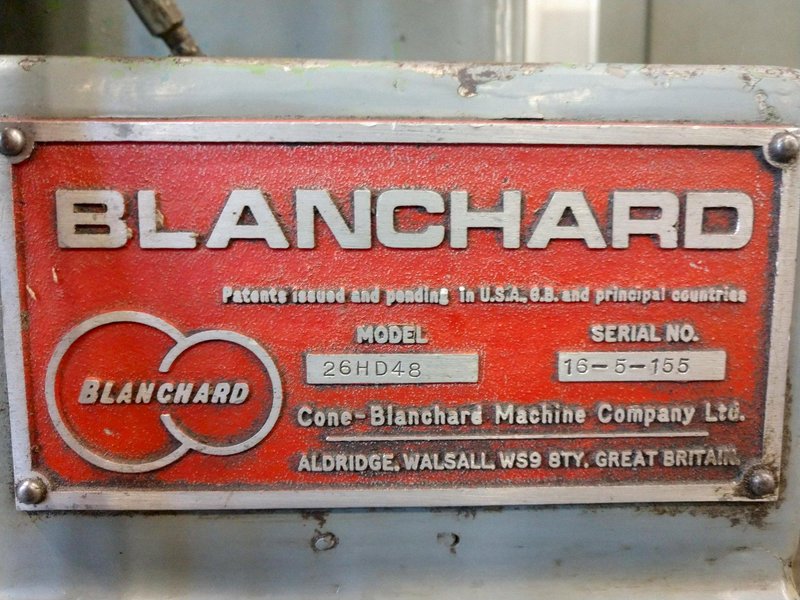 BLANCHARD
Patents issued and pending in U.S.A., G.B. and principal countries
MODEL
SERIAL NO.
26HD48
16-5-155
BLANCHARD
Cone-Blanchard Machine Company Ltd.
ALDRIDGE, WALSALL, WS9 8TY, GREAT BRITAIN.